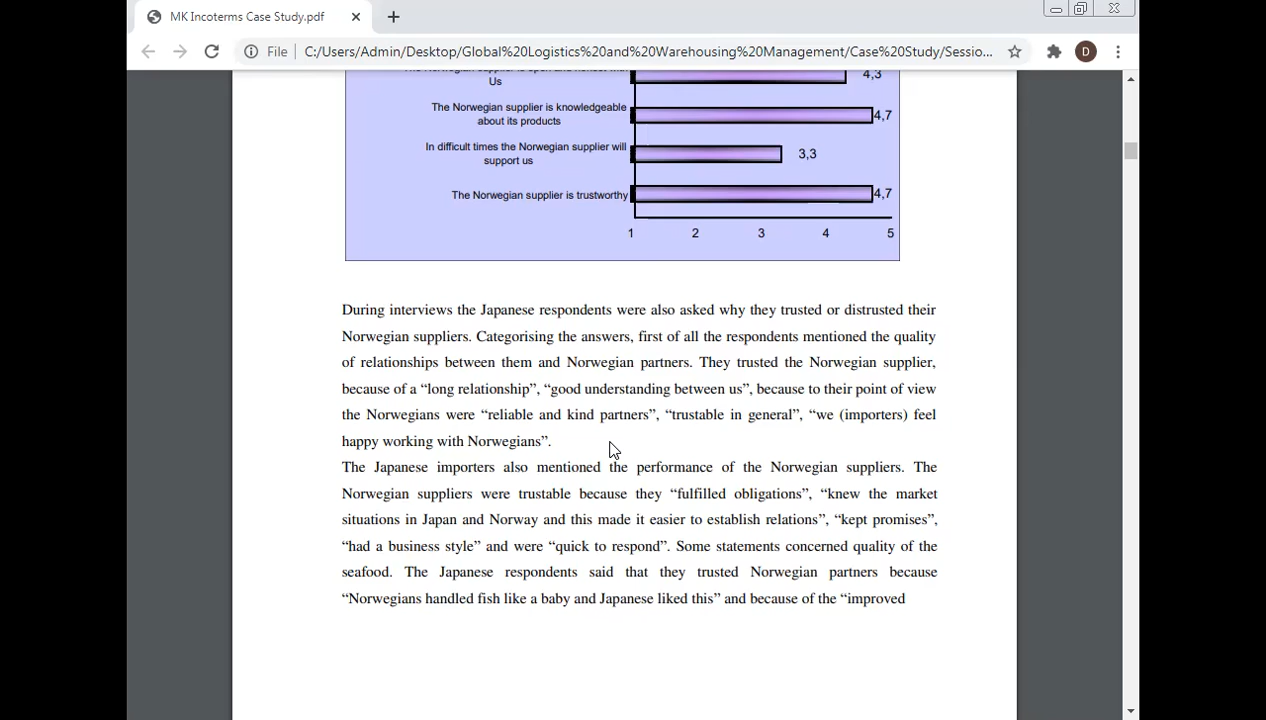 MK Incoterms Case Study.pdf
File
C:/Users/Admin/Desktop/Global%20Logistics%20and%20Warehousing%20Management/Case%20Study/Sessio...
D
The Norwegian supplier is open and honest with
Us
4,3
The Norwegian supplier is knowledgeable
about its products
4,7
In difficult times the Norwegian supplier will
support us
3,3
The Norwegian supplier is trustworthy
4,7
1 2 3 4 5
During interviews the Japanese respondents were also asked why they trusted or distrusted their
Norwegian suppliers. Categorising the answers, first of all the respondents mentioned the quality
of relationships between them and Norwegian partners. They trusted the Norwegian supplier,
because of a “long relationship”, “good understanding between us”, because to their point of view
the Norwegians were “reliable and kind partners”, “trustable in general”, “we (importers) feel
happy working with Norwegians”.
The Japanese importers also mentioned the performance of the Norwegian suppliers. The
Norwegian suppliers were trustable because they “fulfilled obligations”, “knew the market
situations in Japan and Norway and this made it easier to establish relations”, “kept promises”,
“had a business style” and were “quick to respond”. Some statements concerned quality of the
seafood. The Japanese respondents said that they trusted Norwegian partners because
“Norwegians handled fish like a baby and Japanese liked this” and because of the “improved